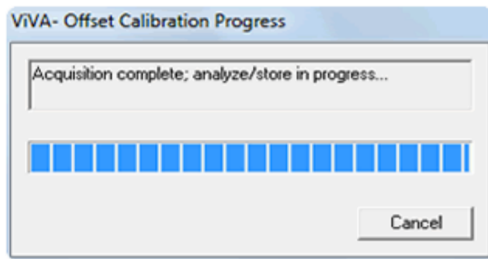 ViVA- Offset Calibration Progress
Acquisition complete; analyze/store in progress...
Cancel